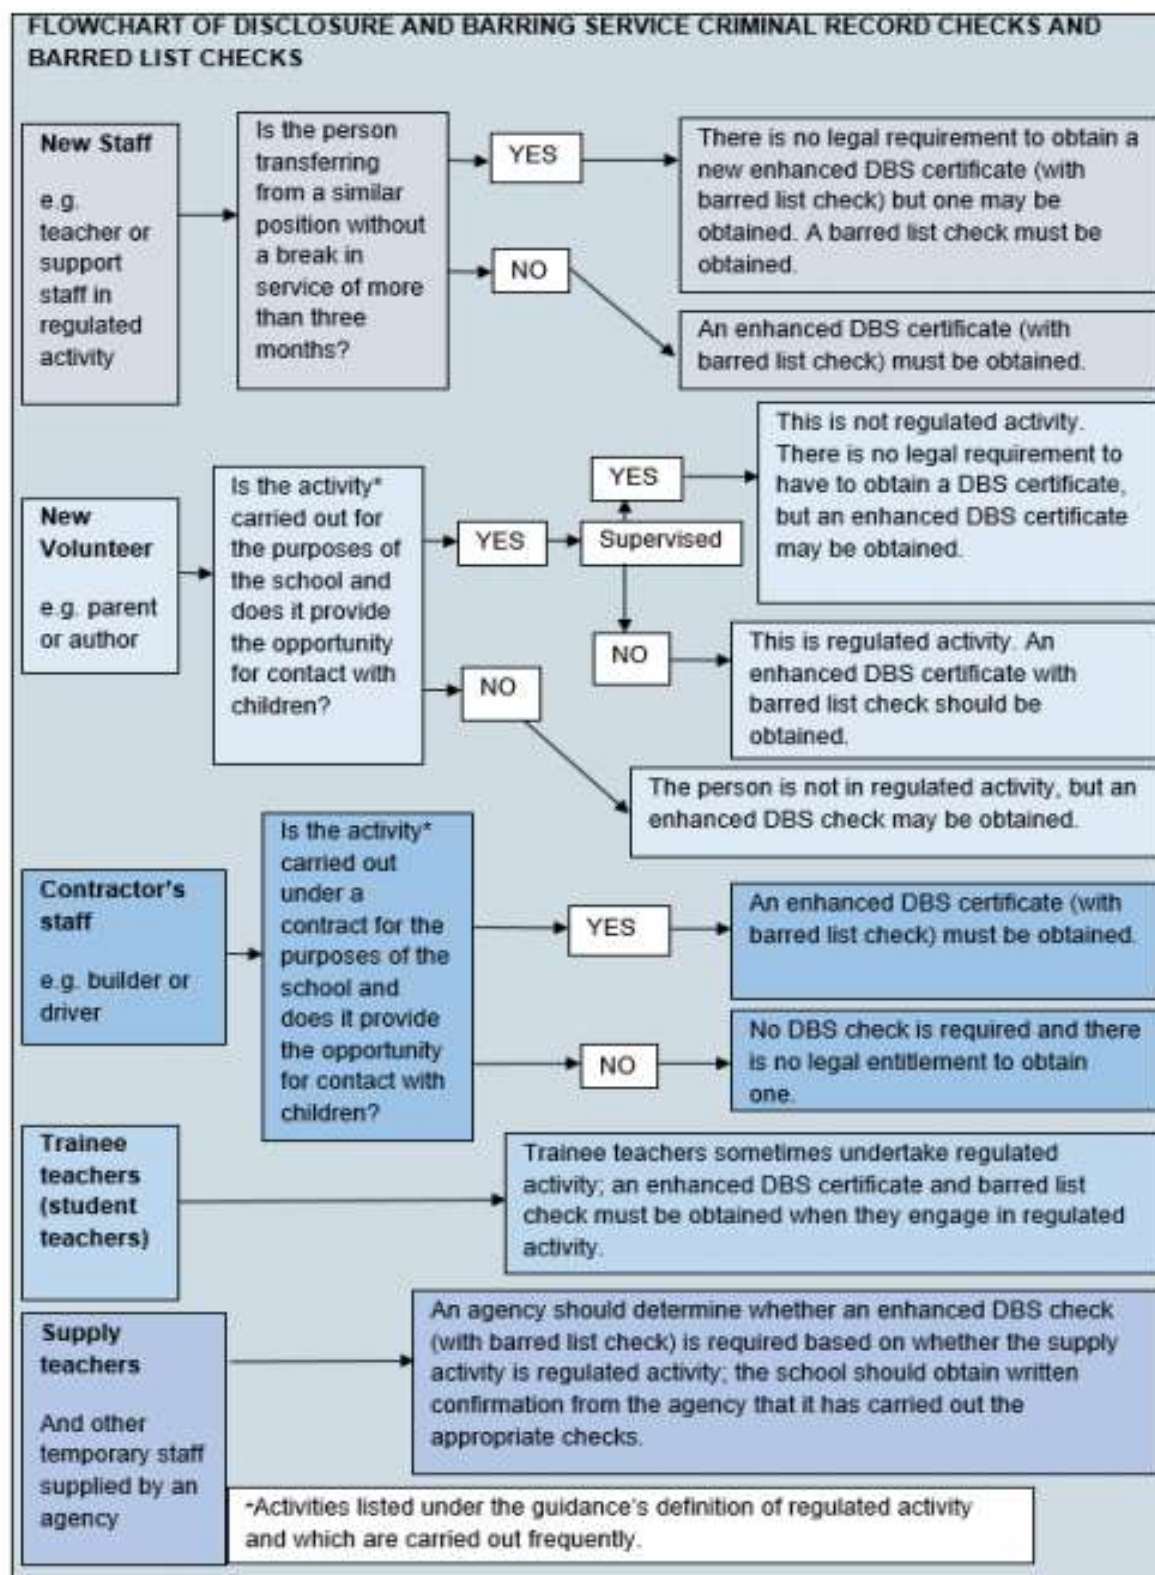 FLOWCHART OF DISCLOSURE AND BARRING SERVICE CRIMINAL RECORD CHECKS AND
BARRED LIST CHECKS
New Staff
e.g.
teacher or
support
staff in
regulated
activity
Is the person
transferring
from a similar
position without
a break in
service of more
than three
months?
YES
There is no legal requirement to obtain a
new enhanced DBS certificate (with
barred list check) but one may be
obtained. A barred list check must be
obtained.
NO
An enhanced DBS certificate (with
barred list check) must be obtained.
New
Volunteer
e.g. parent
or author
Is the activity*
carried out for
the purposes of
the school and
does it provide
the opportunity
for contact with
children?
YES
Supervised
YES
This is not regulated activity.
There is no legal requirement to
have to obtain a DBS certificate,
but an enhanced DBS certificate
may be obtained.
NO
This is regulated activity. An
enhanced DBS certificate with
barred list check should be
obtained.
NO
The person is not in regulated activity, but an
enhanced DBS check may be obtained.
Contractor's
staff
e.g. builder or
driver
Is the activity*
carried out
under a
contract for the
purposes of the
school and
does it provide
the opportunity
for contact with
children?
YES
An enhanced DBS certificate (with
barred list check) must be obtained.
NO
No DBS check is required and there
is no legal entitlement to obtain
one.
Trainee
teachers
(student
teachers)
Trainee teachers sometimes undertake regulated
activity; an enhanced DBS certificate and barred list
check must be obtained when they engage in regulated
activity.
Supply
teachers
And other
temporary staff
supplied by an
agency
An agency should determine whether an enhanced DBS check
(with barred list check) is required based on whether the supply
activity is regulated activity; the school should obtain written
confirmation from the agency that it has carried out the
appropriate checks.
*Activities listed under the guidance's definition of regulated activity
and which are carried out frequently.